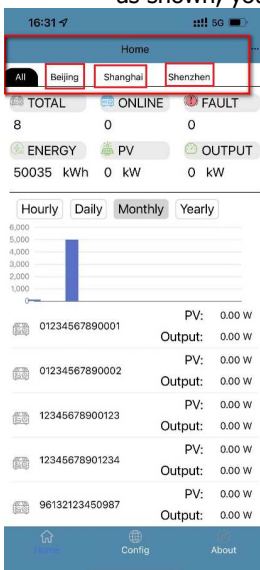 as shown, you
16:31 5G
Home ...
All Beijing Shanghai Shenzhen
TOTAL ONLINE FAULT
8 0 0
ENERGY PV OUTPUT
50035 kWh 0 kW 0 kW
Hourly Daily Monthly Yearly
6,000
5,000
4,000
3,000
2,000
1,000
0
01234567890001 PV: 0.00 W
Output: 0.00 W
01234567890002 PV: 0.00 W
Output: 0.00 W
12345678900123 PV: 0.00 W
Output: 0.00 W
12345678901234 PV: 0.00 W
Output: 0.00 W
96132123450987 PV: 0.00 W
Output: 0.00 W
Home Config About